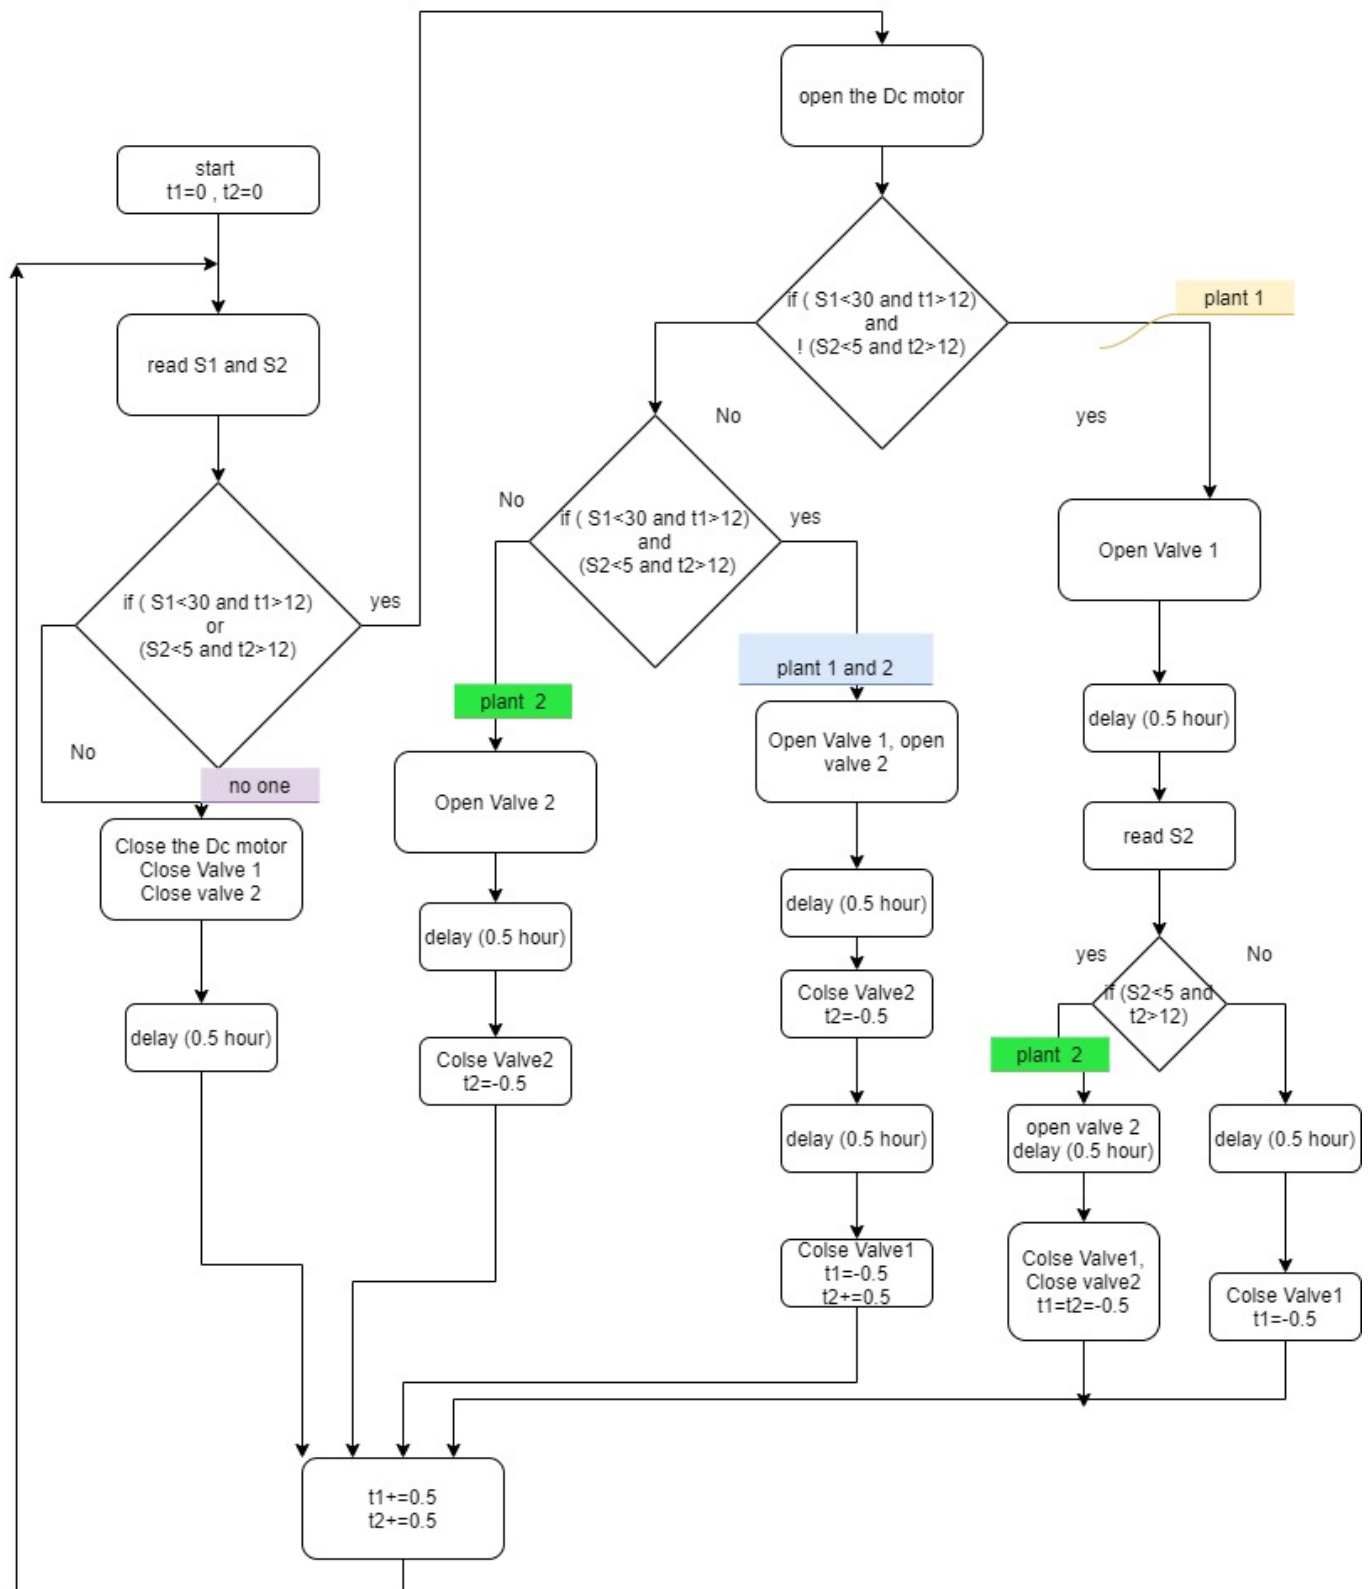 open the Dc motor
start
t1=0 , t2=0
read S1 and S2
if ( S1<30 and t1>12)
or
(S2<5 and t2>12)
yes
No
no one
Close the Dc motor
Close Valve 1
Close valve 2
delay (0.5 hour)
if ( S1<30 and t1>12)
and
! (S2<5 and t2>12)
plant 1
No
yes
if ( S1<30 and t1>12)
and
(S2<5 and t2>12)
No
yes
plant  2
Open Valve 2
delay (0.5 hour)
Colse Valve2
t2=-0.5
plant 1 and 2
Open Valve 1, open
valve 2
delay (0.5 hour)
Colse Valve2
t2=-0.5
delay (0.5 hour)
Colse Valve1
t1=-0.5
t2+=0.5
Open Valve 1
delay (0.5 hour)
read S2
if (S2<5 and
t2>12)
yes
No
plant  2
open valve 2
delay (0.5 hour)
Colse Valve1,
Close valve2
t1=t2=-0.5
delay (0.5 hour)
Colse Valve1
t1=-0.5
t1+=0.5
t2+=0.5